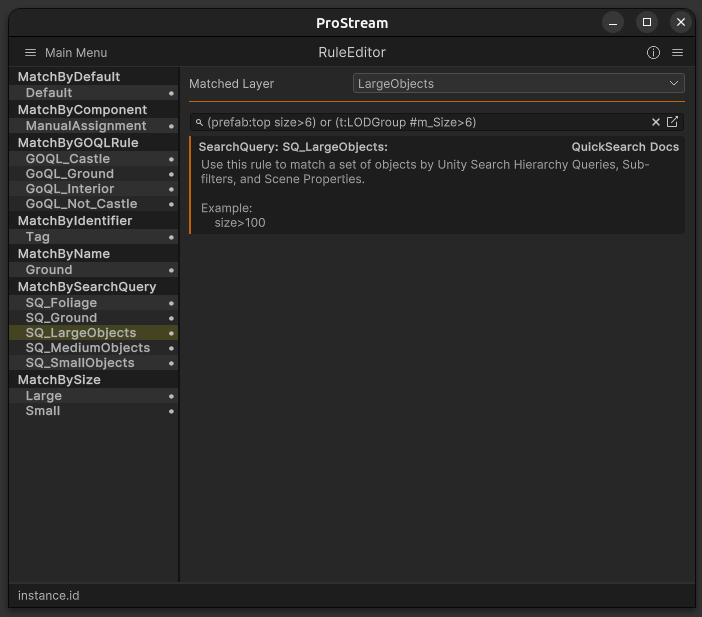 ProStream
Main Menu
RuleEditor
MatchByDefault
Default
MatchByComponent
ManualAssignment
MatchByGOQLRule
GOQL_Castle
GoQL_Ground
GoQL_Interior
GoQL_Not_Castle
MatchByIdentifier
Tag
MatchByName
Ground
MatchBySearchQuery
SQ_Foliage
SQ_Ground
SQ_LargeObjects
SQ_MediumObjects
SQ_SmallObjects
MatchBySize
Large
Small
Matched Layer
LargeObjects
(prefab:top size>6) or (t:LODGroup #m_Size>6)
SearchQuery: SQ_LargeObjects:
QuickSearch Docs
Use this rule to match a set of objects by Unity Search Hierarchy Queries, Sub-
filters, and Scene Properties.
Example:
size>100
instance.id